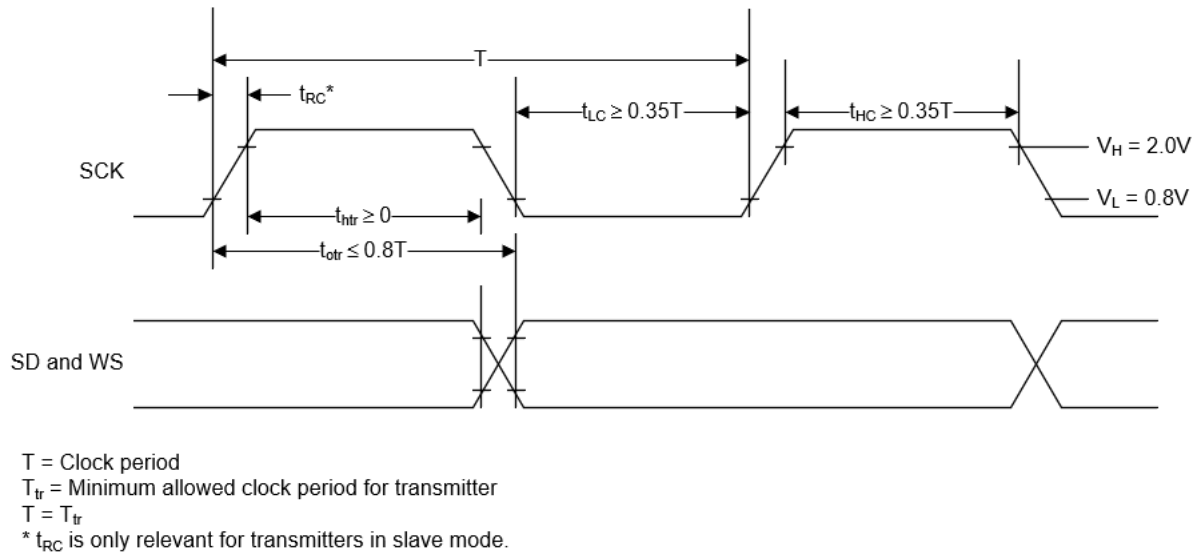 T
tRC*
tLC ≥ 0.35T
tHC ≥ 0.35T
SCK
VH = 2.0V
VL = 0.8V
thtr ≥ 0
totr ≤ 0.8T
SD and WS
T = Clock period
Ttr = Minimum allowed clock period for transmitter
T = Ttr
* tRC is only relevant for transmitters in slave mode.